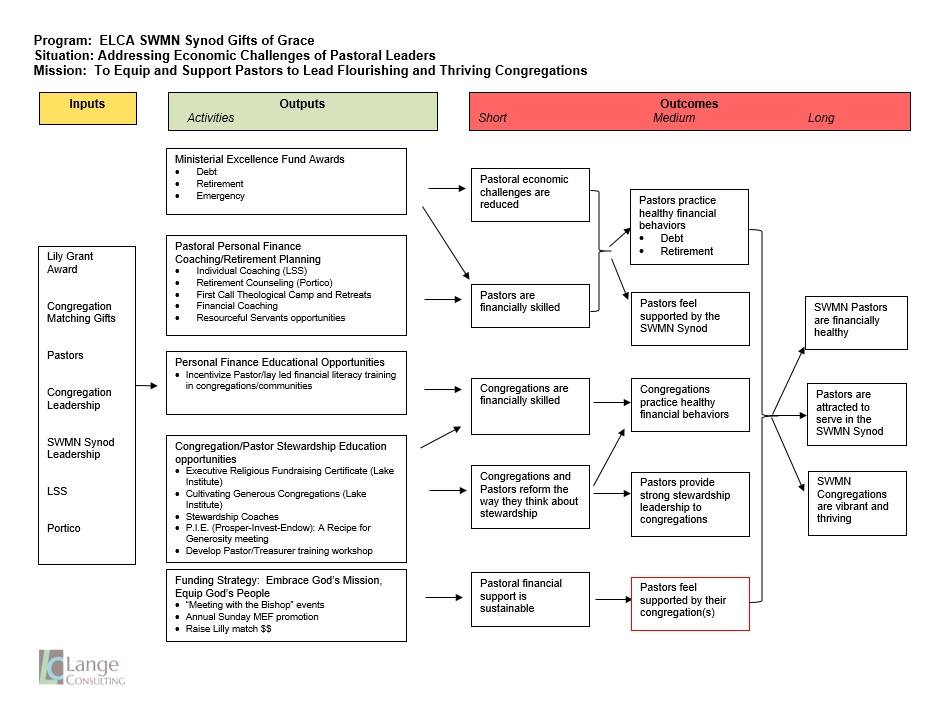 Program:  ELCA SWMN Synod Gifts of Grace
Situation: Addressing Economic Challenges of Pastoral Leaders
Mission:  To Equip and Support Pastors to Lead Flourishing and Thriving Congregations
Inputs
Outputs
Activities
Outcomes
Short
Medium
Long
Lily Grant
Award
Congregation
Matching Gifts
Pastors
Congregation
Leadership
SWMN Synod
Leadership
LSS
Portico
Ministerial Excellence Fund Awards
• Debt
• Retirement
• Emergency
Pastoral Personal Finance
Coaching/Retirement Planning
• Individual Coaching (LSS)
• Retirement Counseling (Portico)
• First Call Theological Camp and Retreats
• Financial Coaching
• Resourceful Servants opportunities
Personal Finance Educational Opportunities
• Incentivize Pastor/lay led financial literacy training
in congregations/communities
Congregation/Pastor Stewardship Education
opportunities
• Executive Religious Fundraising Certificate (Lake
Institute)
• Cultivating Generous Congregations (Lake
Institute)
• Stewardship Coaches
• P.I.E. (Prosper-Invest-Endow): A Recipe for
Generosity meeting
• Develop Pastor/Treasurer training workshop
Funding Strategy:  Embrace God's Mission,
Equip God's People
• "Meeting with the Bishop" events
• Annual Sunday MEF promotion
• Raise Lilly match $$
Pastoral economic
challenges are
reduced
Pastors are
financially skilled
Congregations are
financially skilled
Congregations and
Pastors reform the
way they think about
stewardship
Pastoral financial
support is
sustainable
Pastors practice
healthy financial
behaviors
• Debt
• Retirement
Pastors feel
supported by the
SWMN Synod
Congregations
practice healthy
financial behaviors
Pastors provide
strong stewardship
leadership to
congregations
Pastors feel
supported by their
congregation(s)
SWMN Pastors
are financially
healthy
Pastors are
attracted to
serve in the
SWMN Synod
SWMN
Congregations
are vibrant and
thriving
LC Lange
Consulting